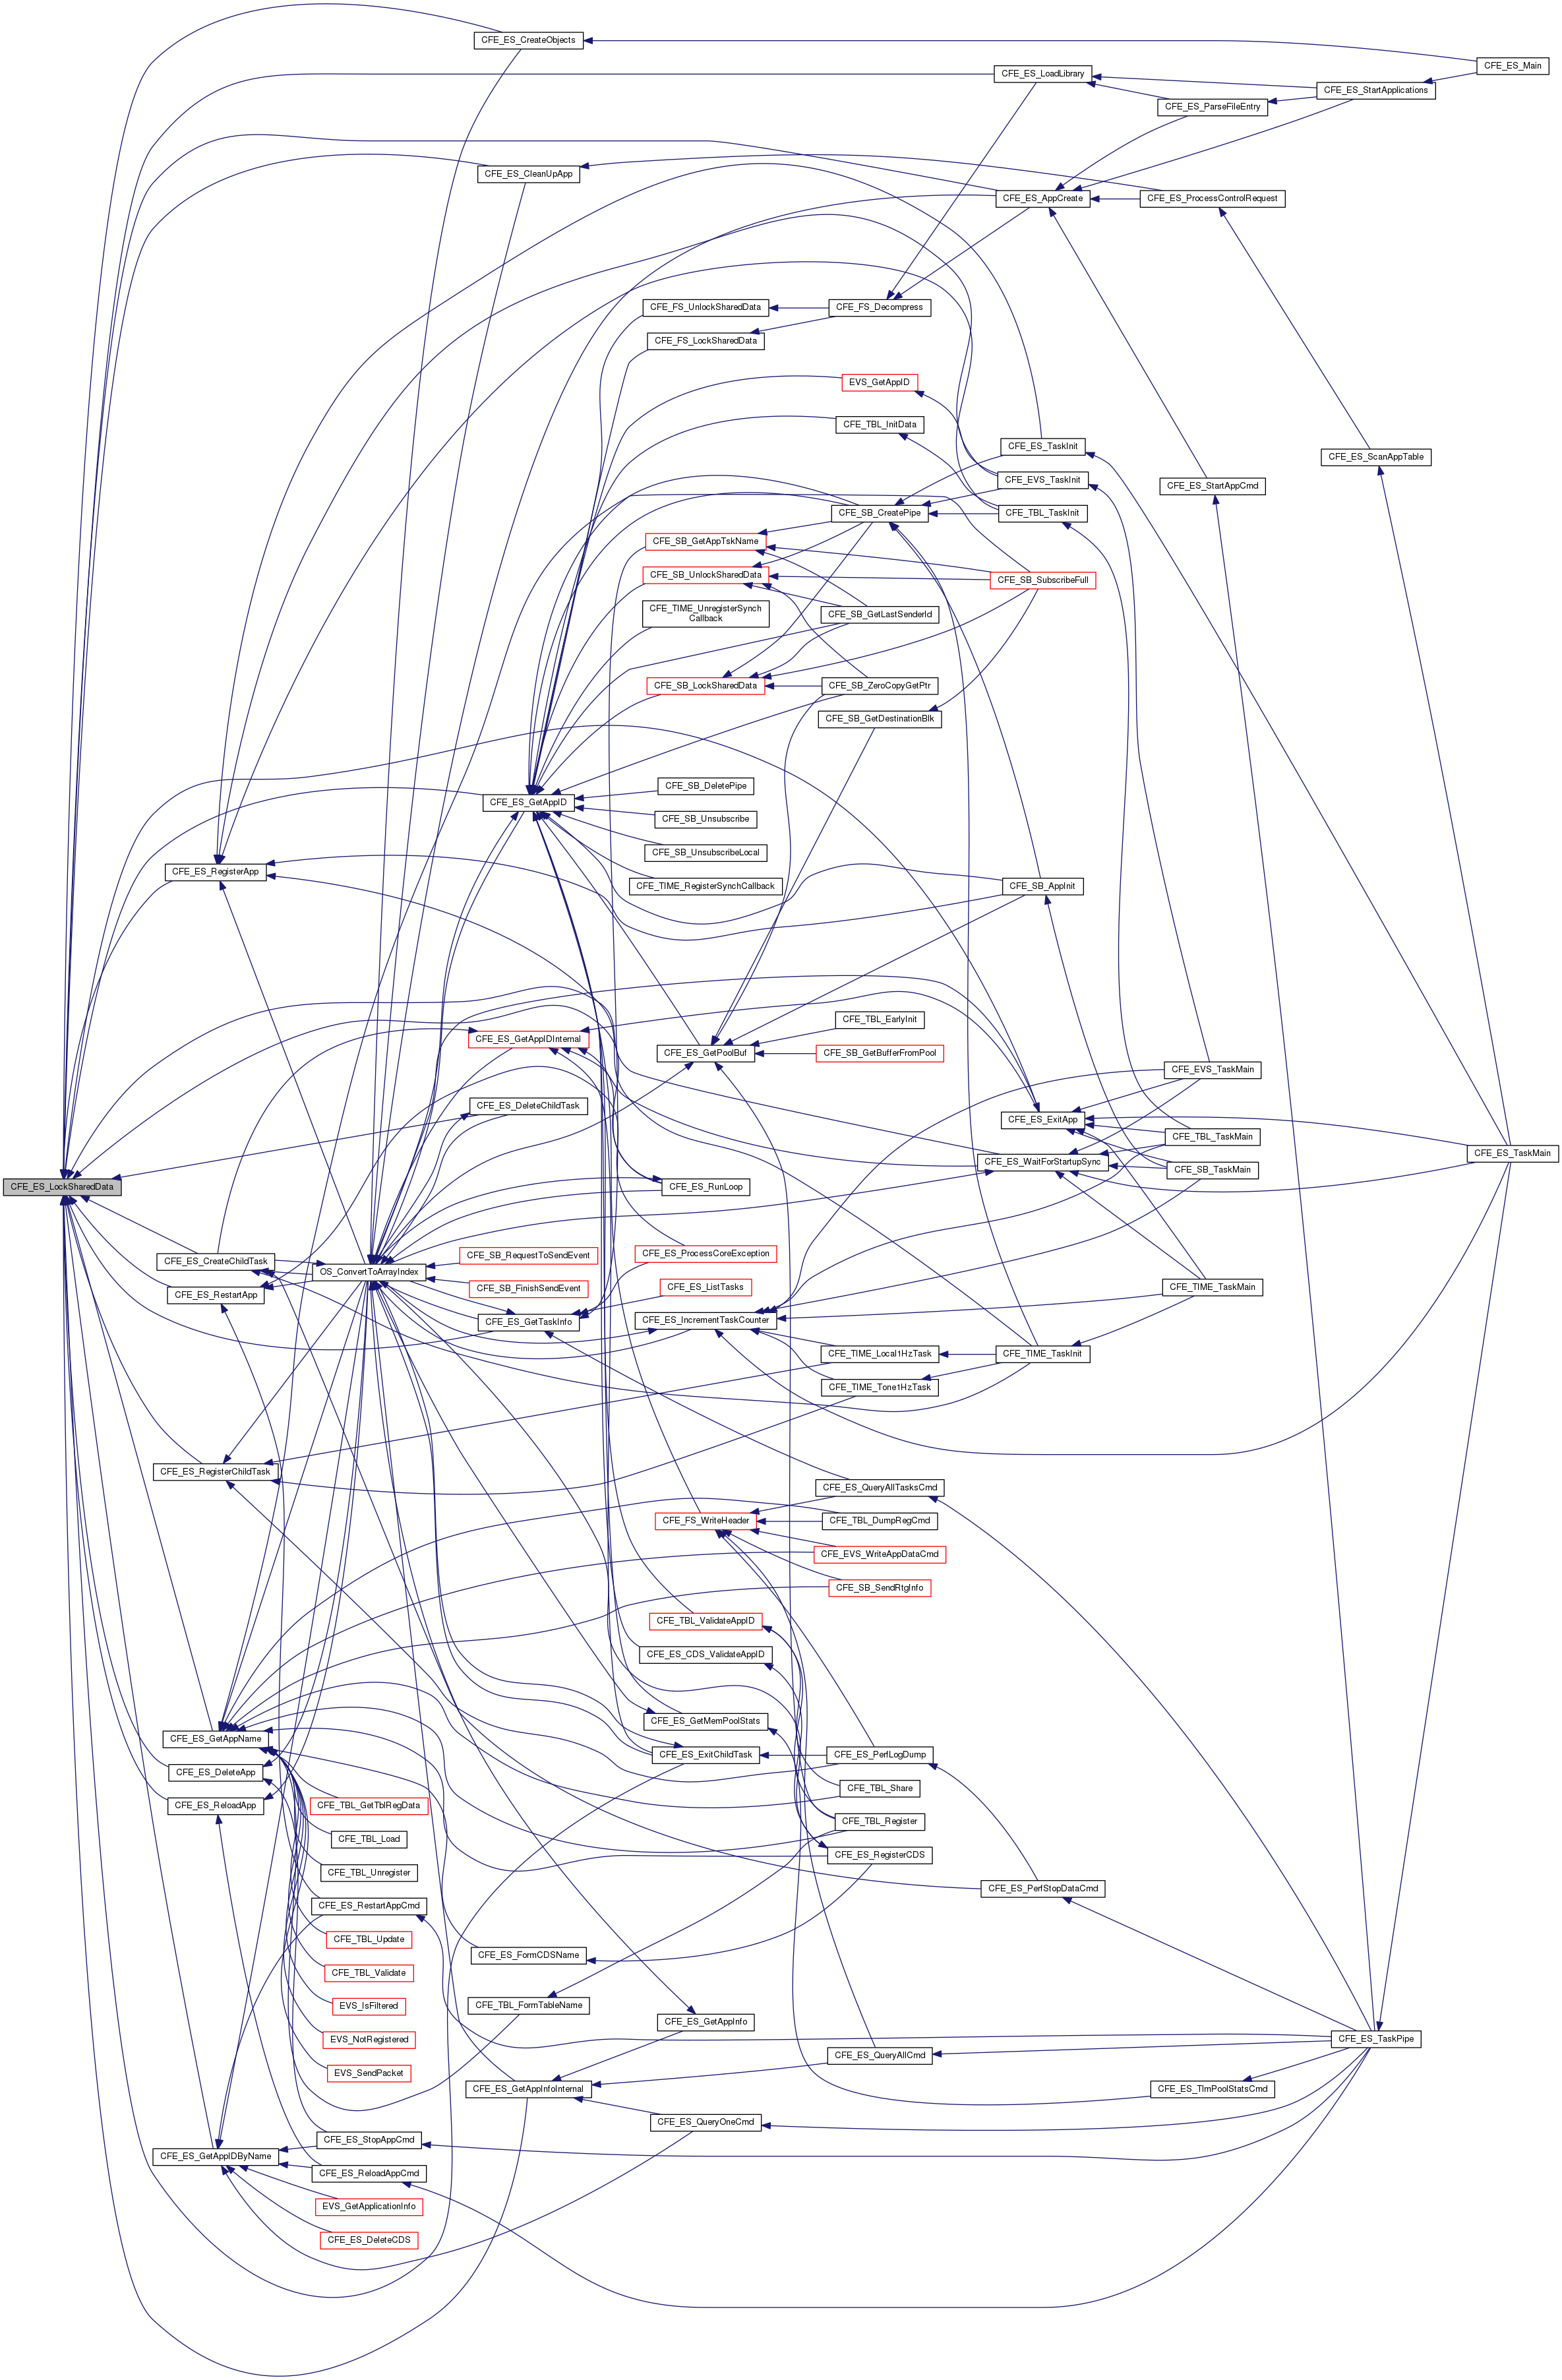 CFE_ES_CreateObjects
CFE_ES_Main
CFE_ES_LoadLibrary
CFE_ES_StartApplications
CFE_ES_ParseFileEntry
CFE_ES_CleanUpApp
CFE_ES_AppCreate
CFE_ES_ProcessControlRequest
CFE_FS_UnlockSharedData
CFE_FS_Decompress
CFE_FS_LockSharedData
EVS_GetAppID
CFE_TBL_InitData
CFE_ES_TaskInit
CFE_ES_ScanAppTable
CFE_EVS_TaskInit
CFE_ES_StartAppCmd
CFE_SB_CreatePipe
CFE_TBL_TaskInit
CFE_SB_GetAppTskName
CFE_SB_UnlockSharedData
CFE_SB_SubscribeFull
CFE_TIME_UnregisterSynch
Callback
CFE_SB_GetLastSenderId
CFE_SB_LockSharedData
CFE_SB_ZeroCopyGetPtr
CFE_SB_GetDestinationBlk
CFE_SB_DeletePipe
CFE_ES_GetAppID
CFE_SB_Unsubscribe
CFE_SB_UnsubscribeLocal
CFE_ES_RegisterApp
CFE_TIME_RegisterSynchCallback
CFE_SB_AppInit
CFE_TBL_EarlyInit
CFE_ES_GetAppIDInternal
CFE_ES_GetPoolBuf
CFE_SB_GetBufferFromPool
CFE_EVS_TaskMain
CFE_ES_DeleteChildTask
CFE_ES_ExitApp
CFE_TBL_TaskMain
CFE_ES_TaskMain
CFE_ES_WaitForStartupSync
CFE_SB_TaskMain
CFE_ES_LockSharedData
CFE_ES_RunLoop
CFE_SB_RequestToSendEvent
CFE_ES_ProcessCoreException
CFE_ES_CreateChildTask
OS_ConvertToArrayIndex
CFE_SB_FinishSendEvent
CFE_ES_ListTasks
CFE_TIME_TaskMain
CFE_ES_RestartApp
CFE_ES_GetTaskInfo
CFE_ES_IncrementTaskCounter
CFE_TIME_Local1HzTask
CFE_TIME_TaskInit
CFE_TIME_Tone1HzTask
CFE_ES_RegisterChildTask
CFE_ES_QueryAllTasksCmd
CFE_FS_WriteHeader
CFE_TBL_DumpRegCmd
CFE_EVS_WriteAppDataCmd
CFE_SB_SendRtgInfo
CFE_TBL_ValidateAppID
CFE_ES_CDS_ValidateAppID
CFE_ES_GetMemPoolStats
CFE_ES_GetAppName
CFE_ES_ExitChildTask
CFE_ES_PerfLogDump
CFE_ES_DeleteApp
CFE_TBL_Share
CFE_ES_ReloadApp
CFE_TBL_GetTblRegData
CFE_TBL_Register
CFE_TBL_Load
CFE_ES_RegisterCDS
CFE_TBL_Unregister
CFE_ES_PerfStopDataCmd
CFE_ES_RestartAppCmd
CFE_TBL_Update
CFE_ES_FormCDSName
CFE_TBL_Validate
EVS_IsFiltered
CFE_TBL_FormTableName
CFE_ES_GetAppInfo
EVS_NotRegistered
CFE_ES_TaskPipe
CFE_ES_QueryAllCmd
EVS_SendPacket
CFE_ES_GetAppInfoInternal
CFE_ES_TlmPoolStatsCmd
CFE_ES_QueryOneCmd
CFE_ES_StopAppCmd
CFE_ES_GetAppIDByName
CFE_ES_ReloadAppCmd
EVS_GetApplicationInfo
CFE_ES_DeleteCDS